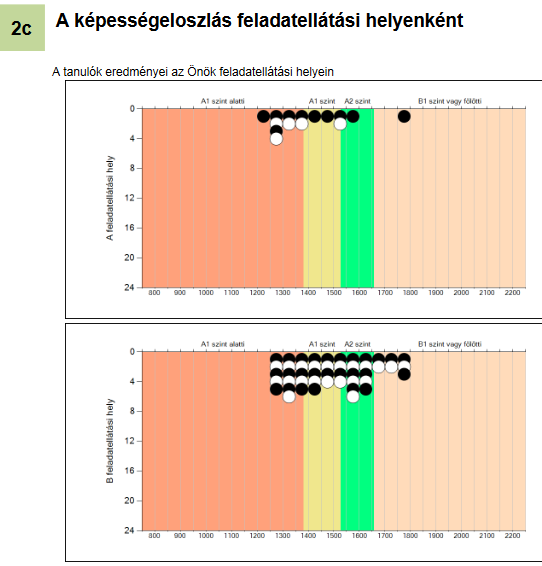 2c
A képességeloszlás feladatellátási helyenként
A tanulók eredményei az Önök feladatellátási helyein
A1 szint alatti A1 szint A2 szint B1 szint vagy fölötti
A feladatellátási hely
0
4
8
12
16
20
24
800 900 1000 1100 1200 1300 1400 1500 1600 1700 1800 1900 2000 2100 2200
A1 szint alatti A1 szint A2 szint B1 szint vagy fölötti
B feladatellátási hely
0
4
8
12
16
20
24
800 900 1000 1100 1200 1300 1400 1500 1600 1700 1800 1900 2000 2100 2200